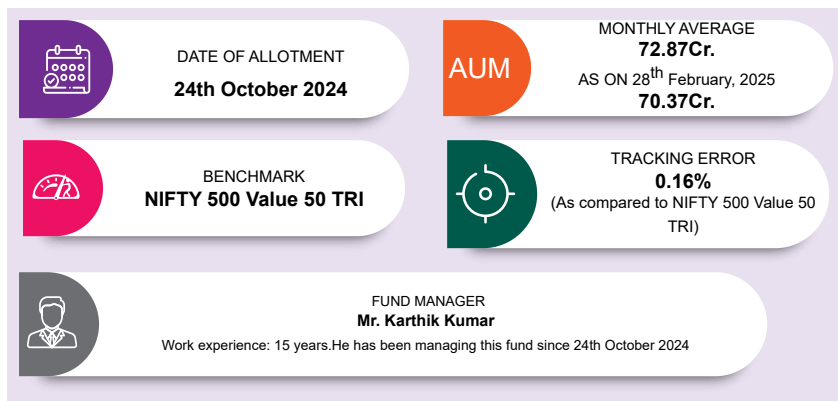 DATE OF ALLOTMENT
24th October 2024
AUM
MONTHLY AVERAGE
72.87Cr.
AS ON 28th February, 2025
70.37Cr.
BENCHMARK
NIFTY 500 Value 50 TRI
TRACKING ERROR
0.16%
(As compared to NIFTY 500 Value 50
TRI)
FUND MANAGER
Mr. Karthik Kumar
Work experience: 15 years.He has been managing this fund since 24th October 2024